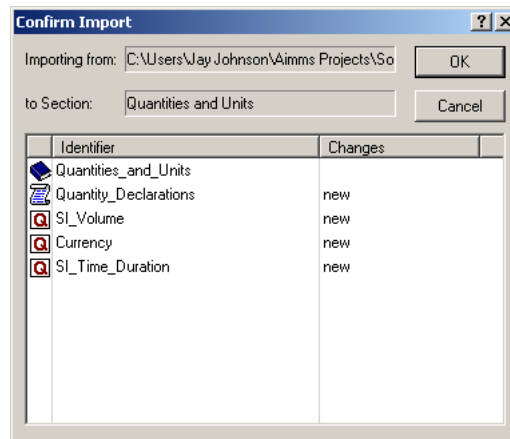 Confirm Import
Importing from: C:\Users\Jay Johnson\Aimms Projects\So
OK
to Section: Quantities and Units
Cancel
Identifier Changes
Quantities_and_Units
Quantity_Declarations new
Q SI_Volume new
Q Currency new
Q SI_Time_Duration new